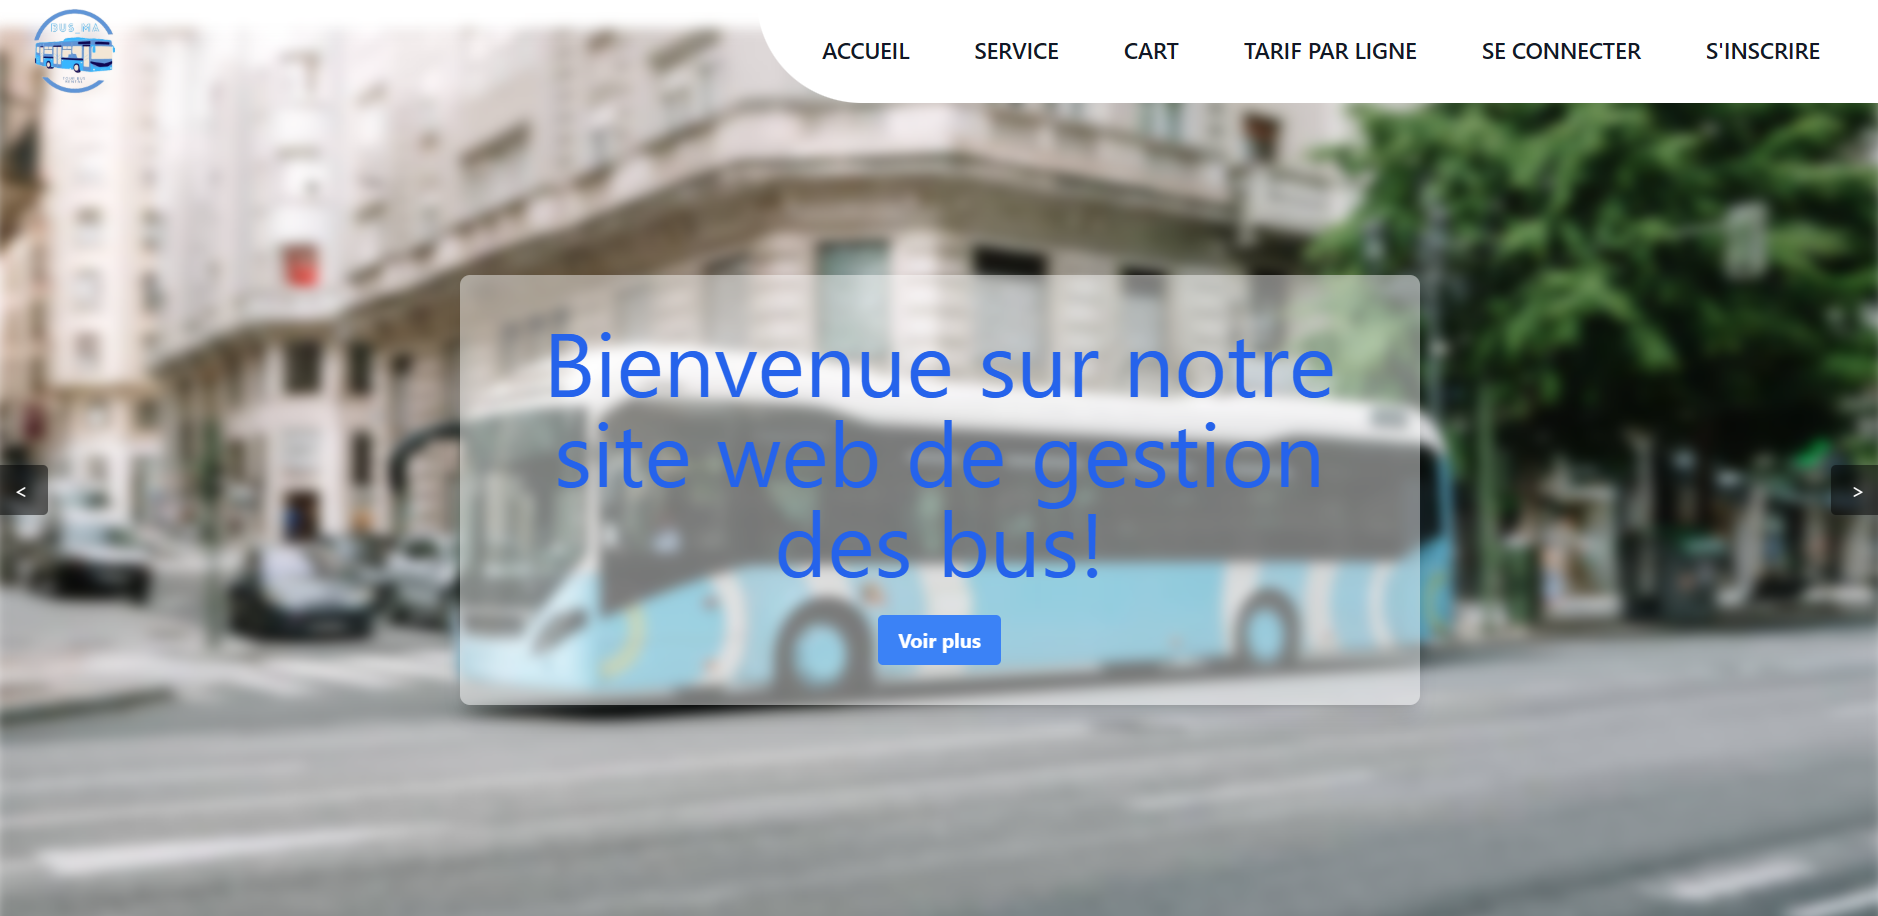 BUS_MA
ACCUEIL SERVICE CART TARIF PAR LIGNE SE CONNECTER S'INSCRIRE
Bienvenue sur notre
site web de gestion
des bus!
< >
Voir plus